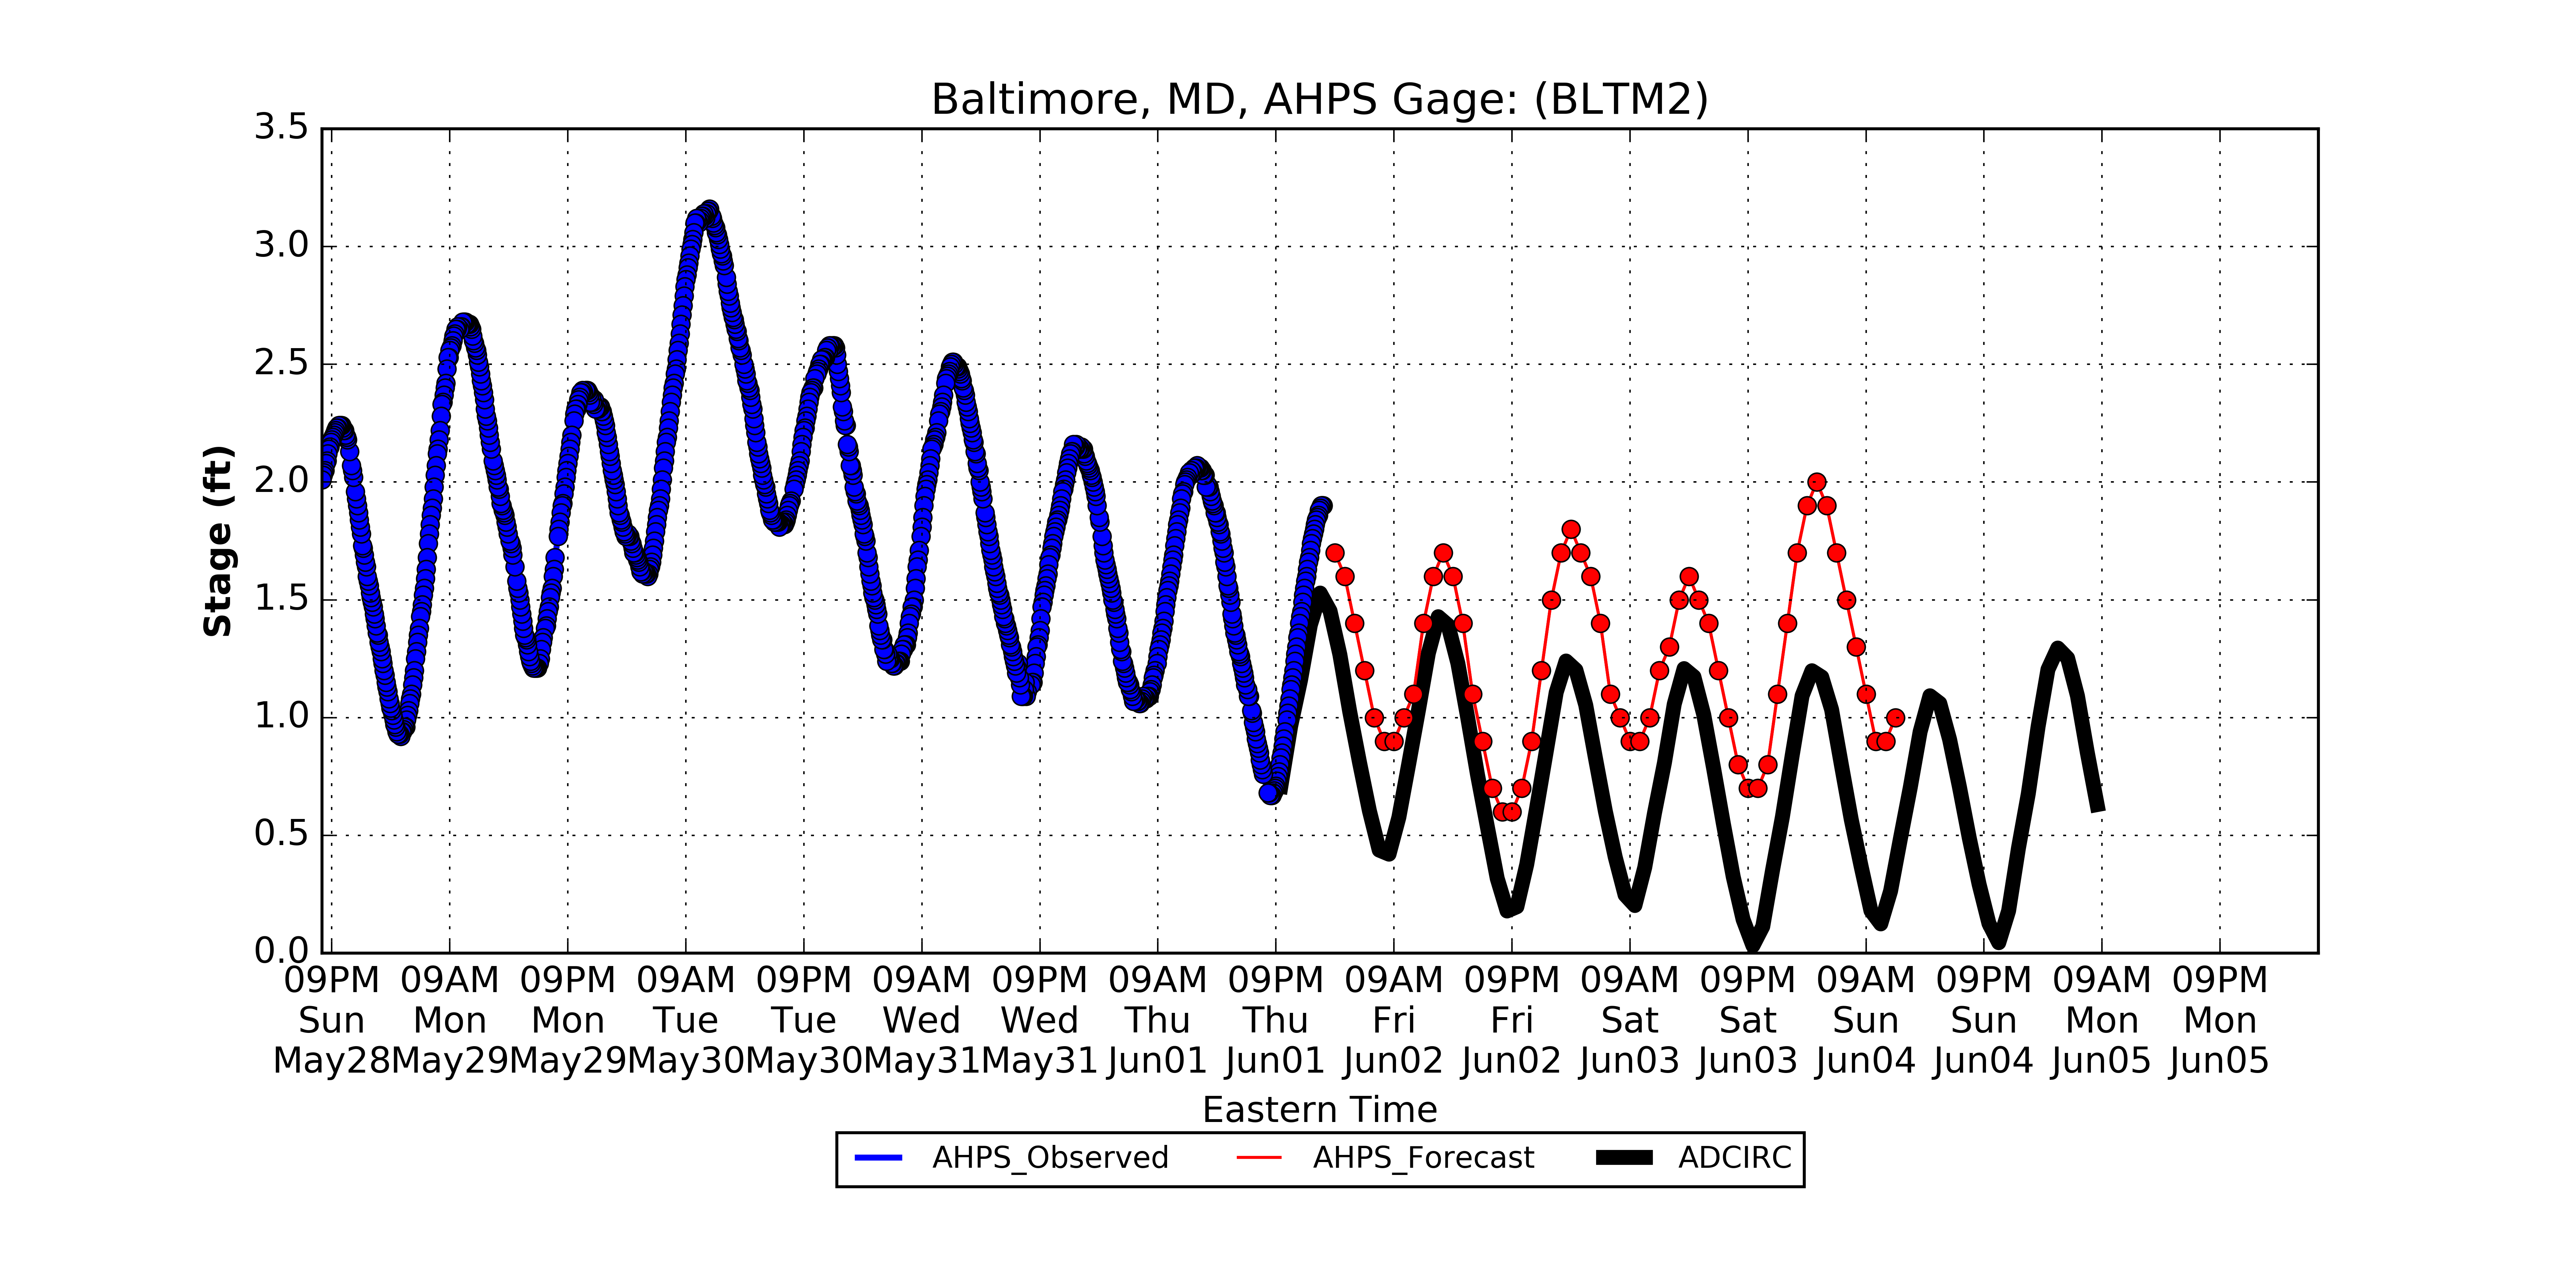 Baltimore, MD, AHPS Gage: (BLTM2)
3.5
3.0
2.5
2.0
1.5
1.0
0.5
0.0
Stage (ft)
09PM 09AM 09PM 09AM 09PM 09AM 09PM 09AM 09PM 09AM 09PM 09AM 09PM 09AM 09PM 09AM 09PM
Sun Mon Mon Tue Tue Wed Wed Thu Thu Fri Fri Sat Sat Sun Sun Mon Mon
May28 May29 May29 May30 May30 May31 May31 Jun01 Jun01 Jun02 Jun02 Jun03 Jun03 Jun04 Jun04 Jun05 Jun05
Eastern Time
AHPS_Observed AHPS_Forecast ADCIRC